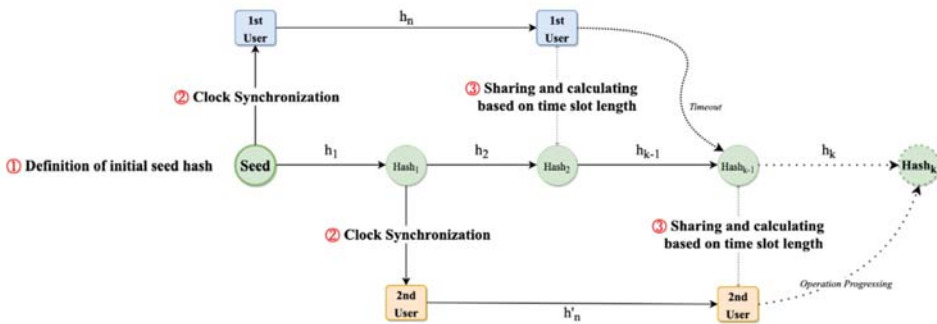 1st
User
h_n
1st
User
② Clock Synchronization
③ Sharing and calculating
based on time slot length
Timeout
① Definition of initial seed hash
Seed
h_1
Hash_1
h_2
Hash_2
h_{k-1}
Hash_{k-1}
h_k
Hash_k
② Clock Synchronization
③ Sharing and calculating
based on time slot length
Operation Progressing
2nd
User
h'_n
2nd
User